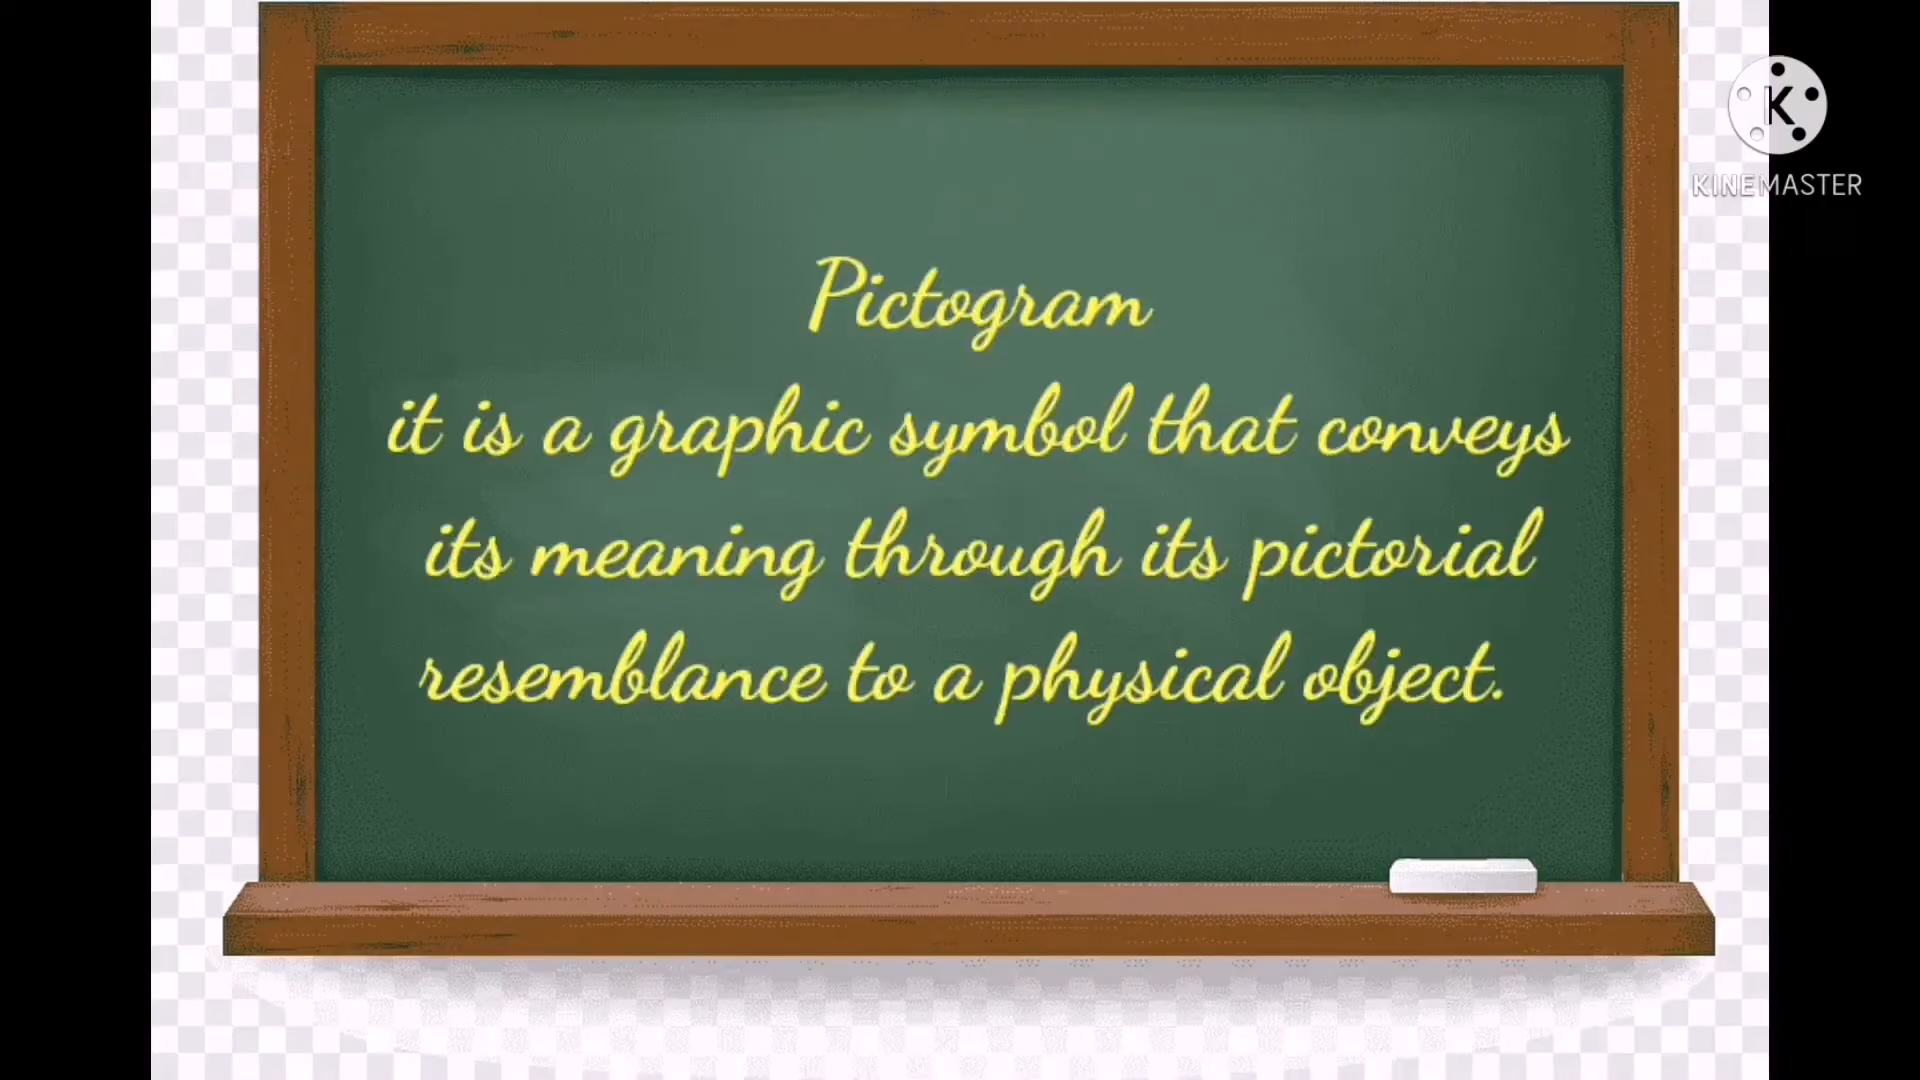 K
KINEMASTER
Pictogram
it is a graphic symbol that conveys
its meaning through its pictorial
resemblance to a physical object.